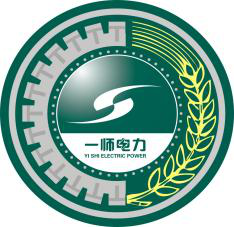 一师电力
YI SHI ELECTRIC POWER